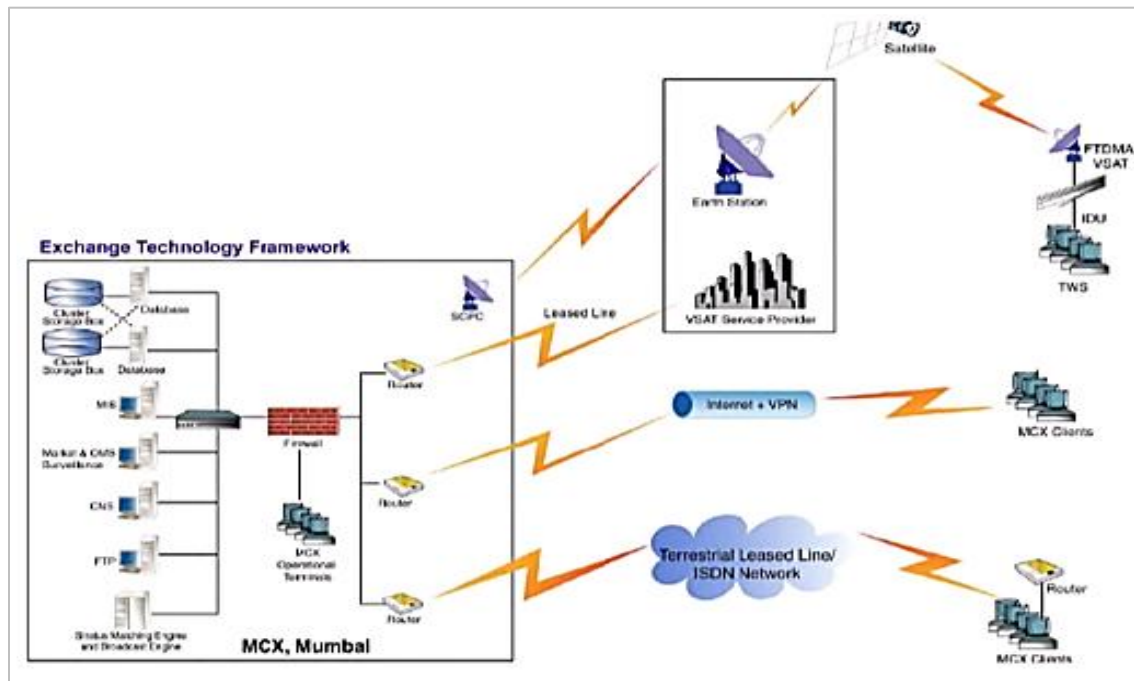 Satellite
FTDMA
VSAT
IDU
TWS
Earth Station
VSAT Service Provider
Exchange Technology Framework
SCPC
Leased Line
Cluster
Storage Box
Database
Cluster
Storage Box
Database
MIS
Market & CMS
Surveillance
CNS
FTP
Stratus Matching Engine
and Broadcast Engine
Firewall
MCX
Operational
Terminals
Router
Router
Router
MCX, Mumbai
Internet + VPN
MCX Clients
Terrestrial Leased Line/
ISDN Network
Router
MCX Clients